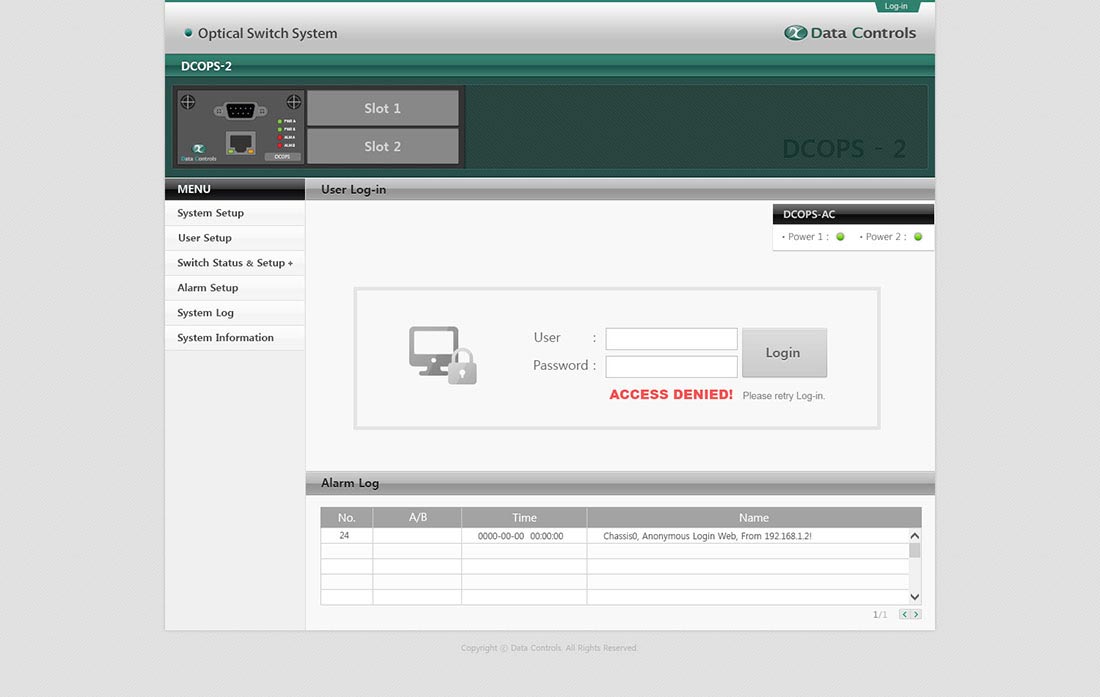 Log-in
Optical Switch System
Data Controls
DCOPS-2
PWR A
PWR B
ALM A
ALM B
Data Controls
DCOPS
Slot 1
Slot 2
DCOPS - 2
MENU
System Setup
User Setup
Switch Status & Setup +
Alarm Setup
System Log
System Information
User Log-in
DCOPS-AC
• Power 1 :
• Power 2 :
User :
Password :
Login
ACCESS DENIED! Please retry Log-in.
Alarm Log
No. A/B Time Name
24 0000-00-00 00:00:00 Chassis0, Anonymous Login Web, From 192.168.1.2!
1/1
Copyright ⓒ Data Controls. All Rights Reserved.